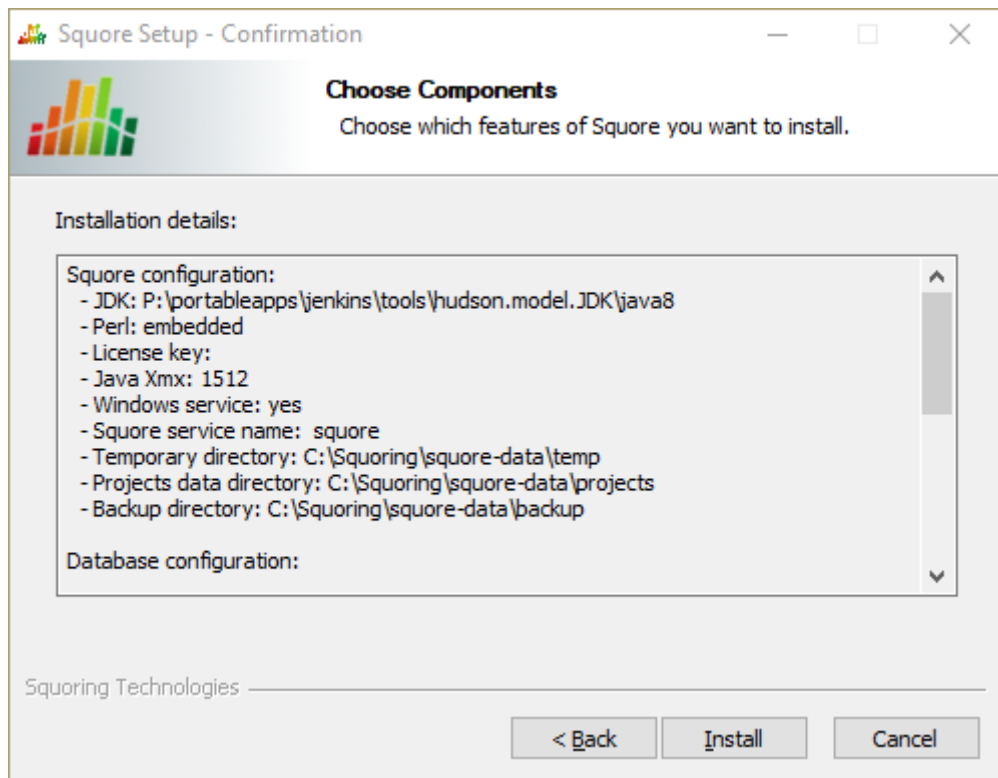 Squore Setup - Confirmation
Choose Components
Choose which features of Squore you want to install.
Installation details:
Squore configuration:
- JDK: P:\portableapps\jenkins\tools\hudson.model.JDK\java8
- Perl: embedded
- License key:
- Java Xmx: 1512
- Windows service: yes
- Squore service name:  squore
- Temporary directory: C:\Squoring\squore-data\temp
- Projects data directory: C:\Squoring\squore-data\projects
- Backup directory: C:\Squoring\squore-data\backup
Database configuration:
Squoring Technologies
< Back
Install
Cancel